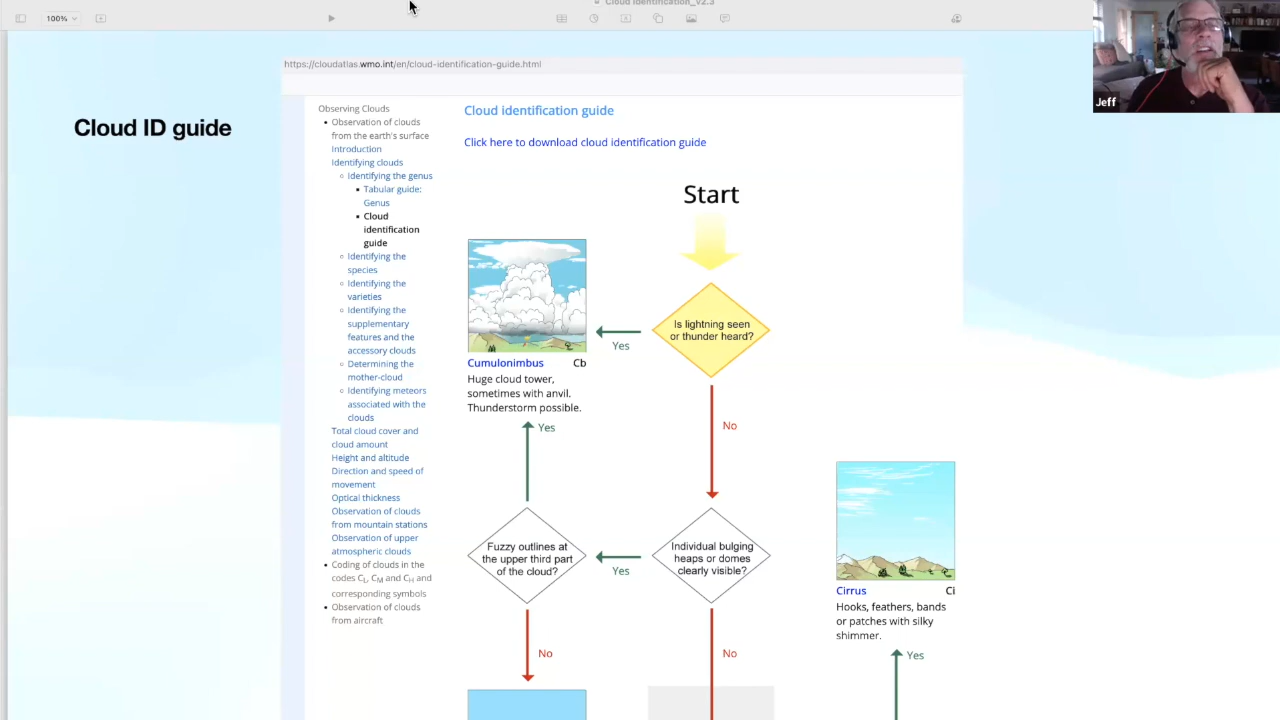 Cloud Identification_v2.3
100%
Jeff
https://cloudatlas.wmo.int/en/cloud-identification-guide.html
Cloud ID guide
Observing Clouds
Observation of clouds
from the earth's surface
Introduction
Identifying clouds
Identifying the genus
Tabular guide:
Genus
Cloud
identification
guide
Identifying the
species
Identifying the
varieties
Identifying the
supplementary
features and the
accessory clouds
Determining the
mother-cloud
Identifying meteors
associated with the
clouds
Total cloud cover and
cloud amount
Height and altitude
Direction and speed of
movement
Optical thickness
Observation of clouds
from mountain stations
Observation of upper
atmospheric clouds
Coding of clouds in the
codes CL, CM and CH and
corresponding symbols
Observation of clouds
from aircraft
Cloud identification guide
Click here to download cloud identification guide
Start
Is lightning seen
or thunder heard?
Yes
Cumulonimbus Cb
Huge cloud tower,
sometimes with anvil.
Thunderstorm possible.
Yes
No
Fuzzy outlines at
the upper third part
of the cloud?
Yes
Individual bulging
heaps or domes
clearly visible?
Cirrus Ci
Hooks, feathers, bands
or patches with silky
shimmer.
No
No
Yes